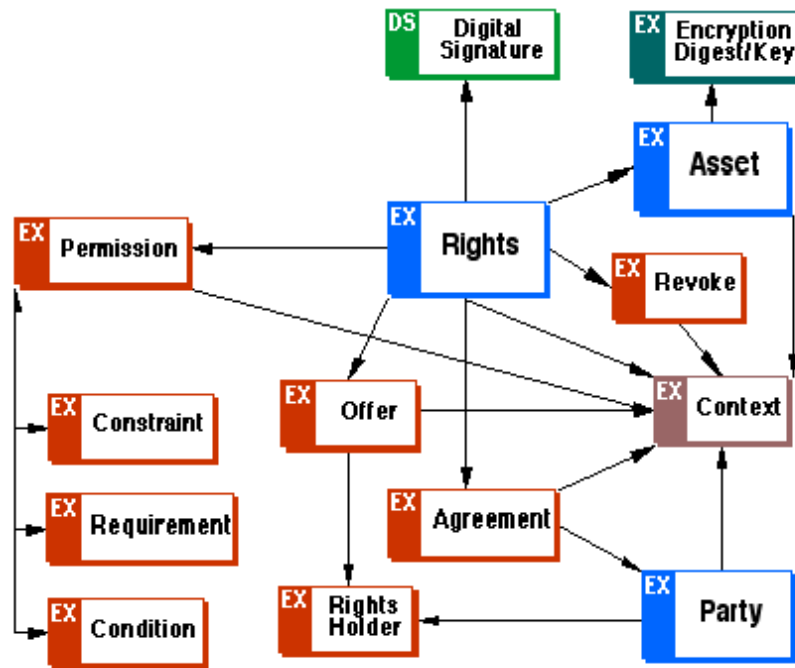 DS Digital
Signature
EX Encryption
Digest/Key
EX Asset
EX Rights
EX Permission
EX Revoke
EX Offer
EX Context
EX Constraint
EX Agreement
EX Requirement
EX Party
EX Rights
Holder
EX Condition